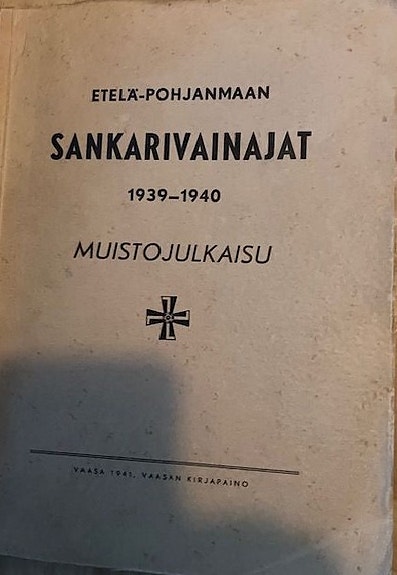 ETELÄ-POHJANMAAN
SANKARIVAINAJAT
1939–1940
MUISTOJULKAISU
VAASA 1941, VAASAN KIRJAPAINO